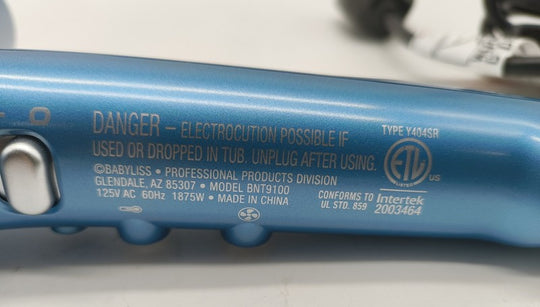 DANGER – ELECTROCUTION POSSIBLE IF
USED OR DROPPED IN TUB. UNPLUG AFTER USING.
©BABYLISS • PROFESSIONAL PRODUCTS DIVISION
GLENDALE, AZ 85307 • MODEL BNT9100
125V AC 60Hz 1875W • MADE IN CHINA
TYPE Y404SR
ETL
LISTED
US
CONFORMS TO
UL STD. 859
Intertek
2003464